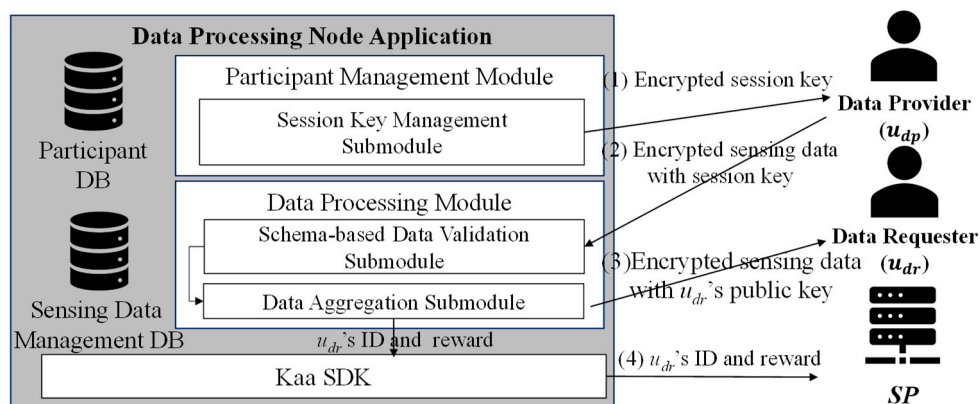 Data Processing Node Application
Participant
DB
Sensing Data
Management DB
Participant Management Module
Session Key Management
Submodule
Data Processing Module
Schema-based Data Validation
Submodule
Data Aggregation Submodule
u_dr's ID and reward
Kaa SDK
(1) Encrypted session key
(2) Encrypted sensing data
with session key
(3)Encrypted sensing data
with u_dr's public key
(4) u_dr's ID and reward
Data Provider
(u_dp)
Data Requester
(u_dr)
SP